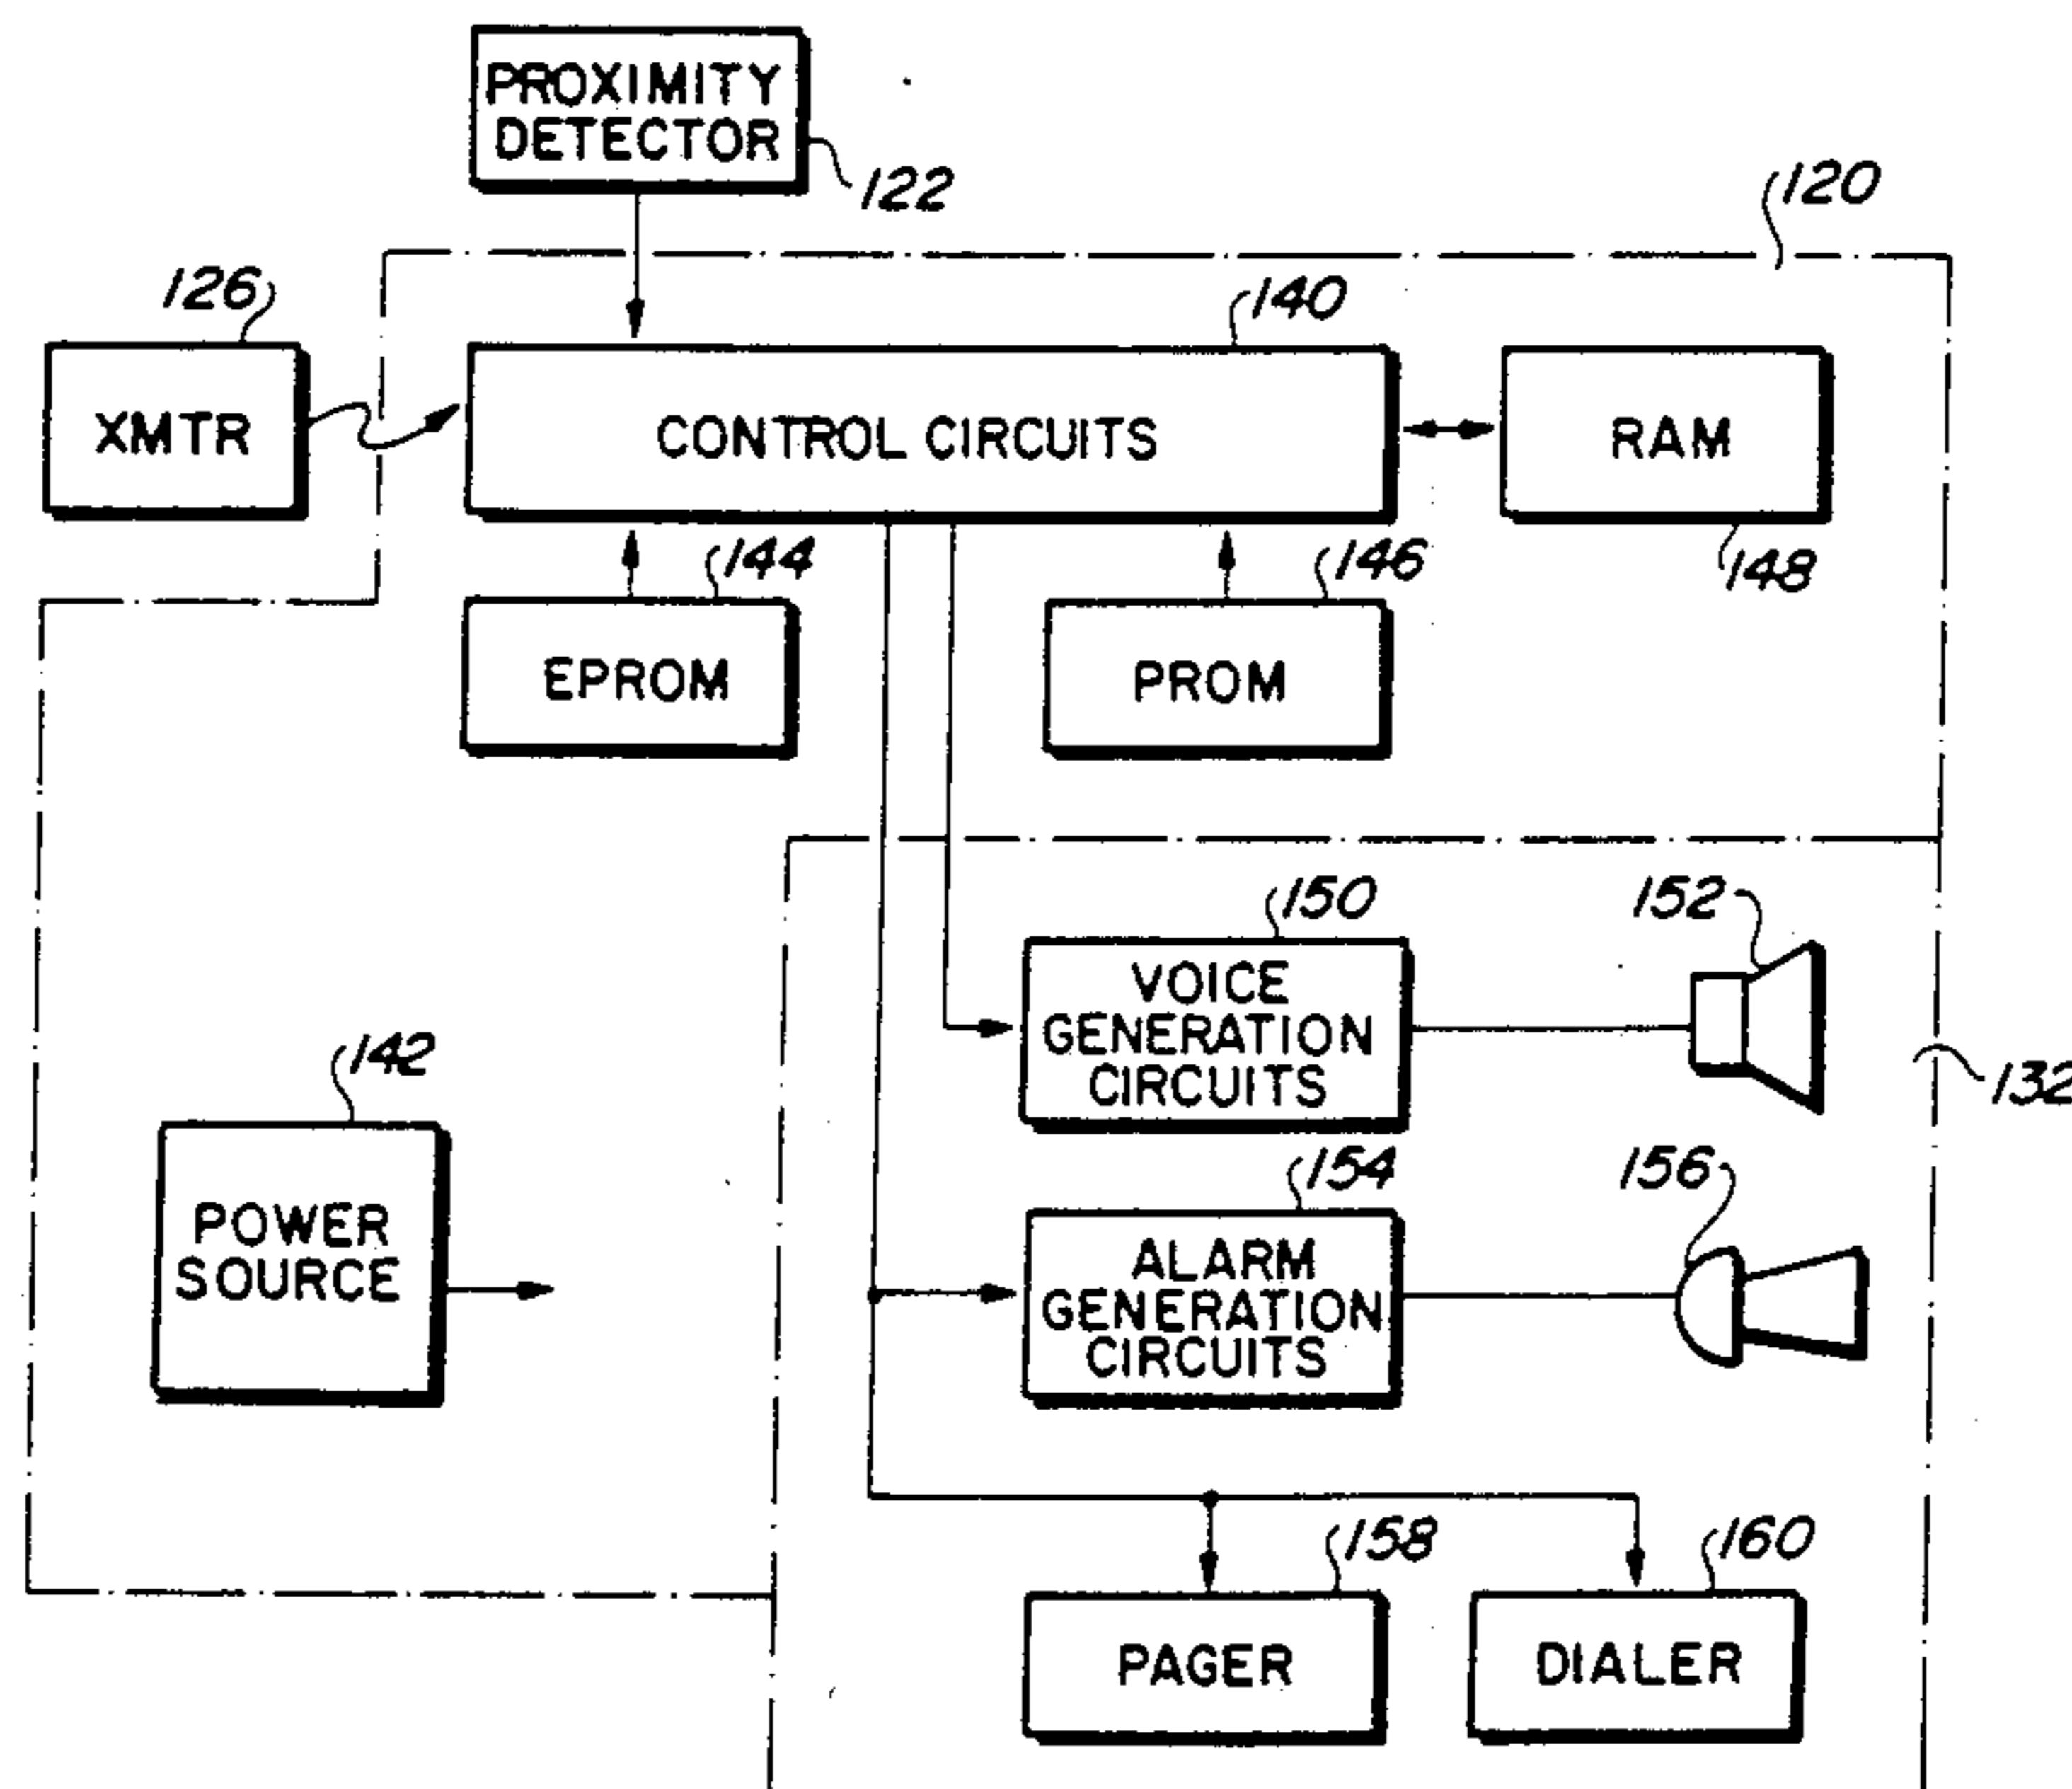 PROXIMITY
DETECTOR
122
120
126
140
XMTR
CONTROL CIRCUITS
RAM
144
146
148
EPROM
PROM
150
152
VOICE
GENERATION
CIRCUITS
142
132
POWER
SOURCE
154
156
ALARM
GENERATION
CIRCUITS
158
160
PAGER
DIALER